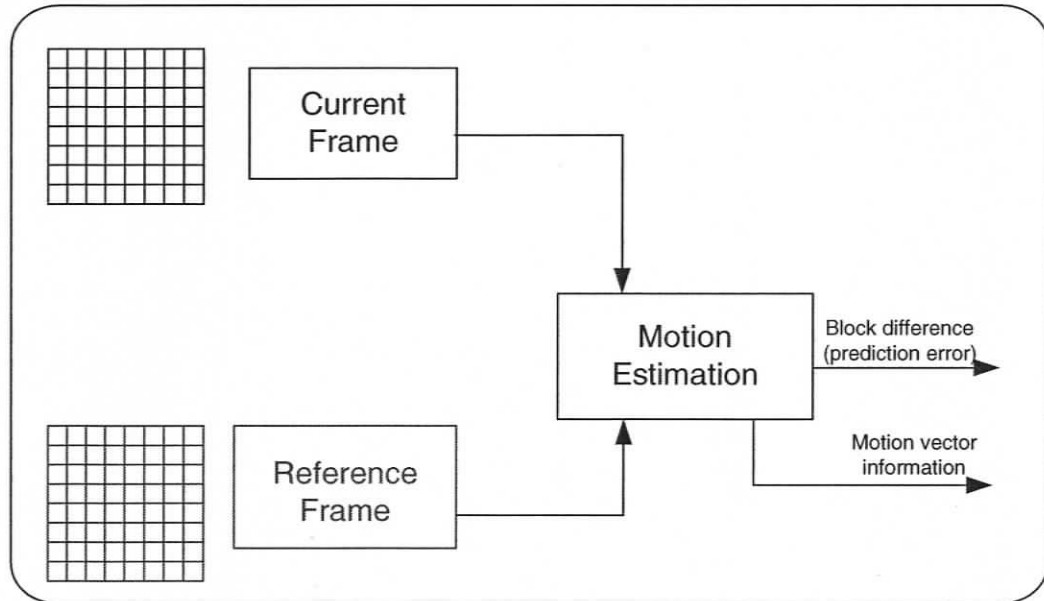 Current
Frame
Motion
Estimation
Block difference
(prediction error)
Motion vector
information
Reference
Frame